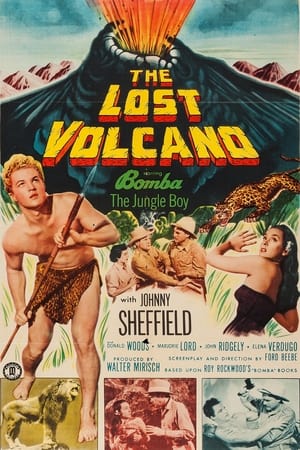 THE
LOST
VOLCANO
starring
Bomba
The Jungle Boy
with JOHNNY
SHEFFIELD
with DONALD WOODS · MARJORIE LORD · JOHN RIDGELY · ELENA VERDUGO
PRODUCED BY WALTER MIRISCH
SCREENPLAY AND DIRECTION BY FORD BEEBE
BASED UPON ROY ROCKWOOD'S "BOMBA" BOOKS